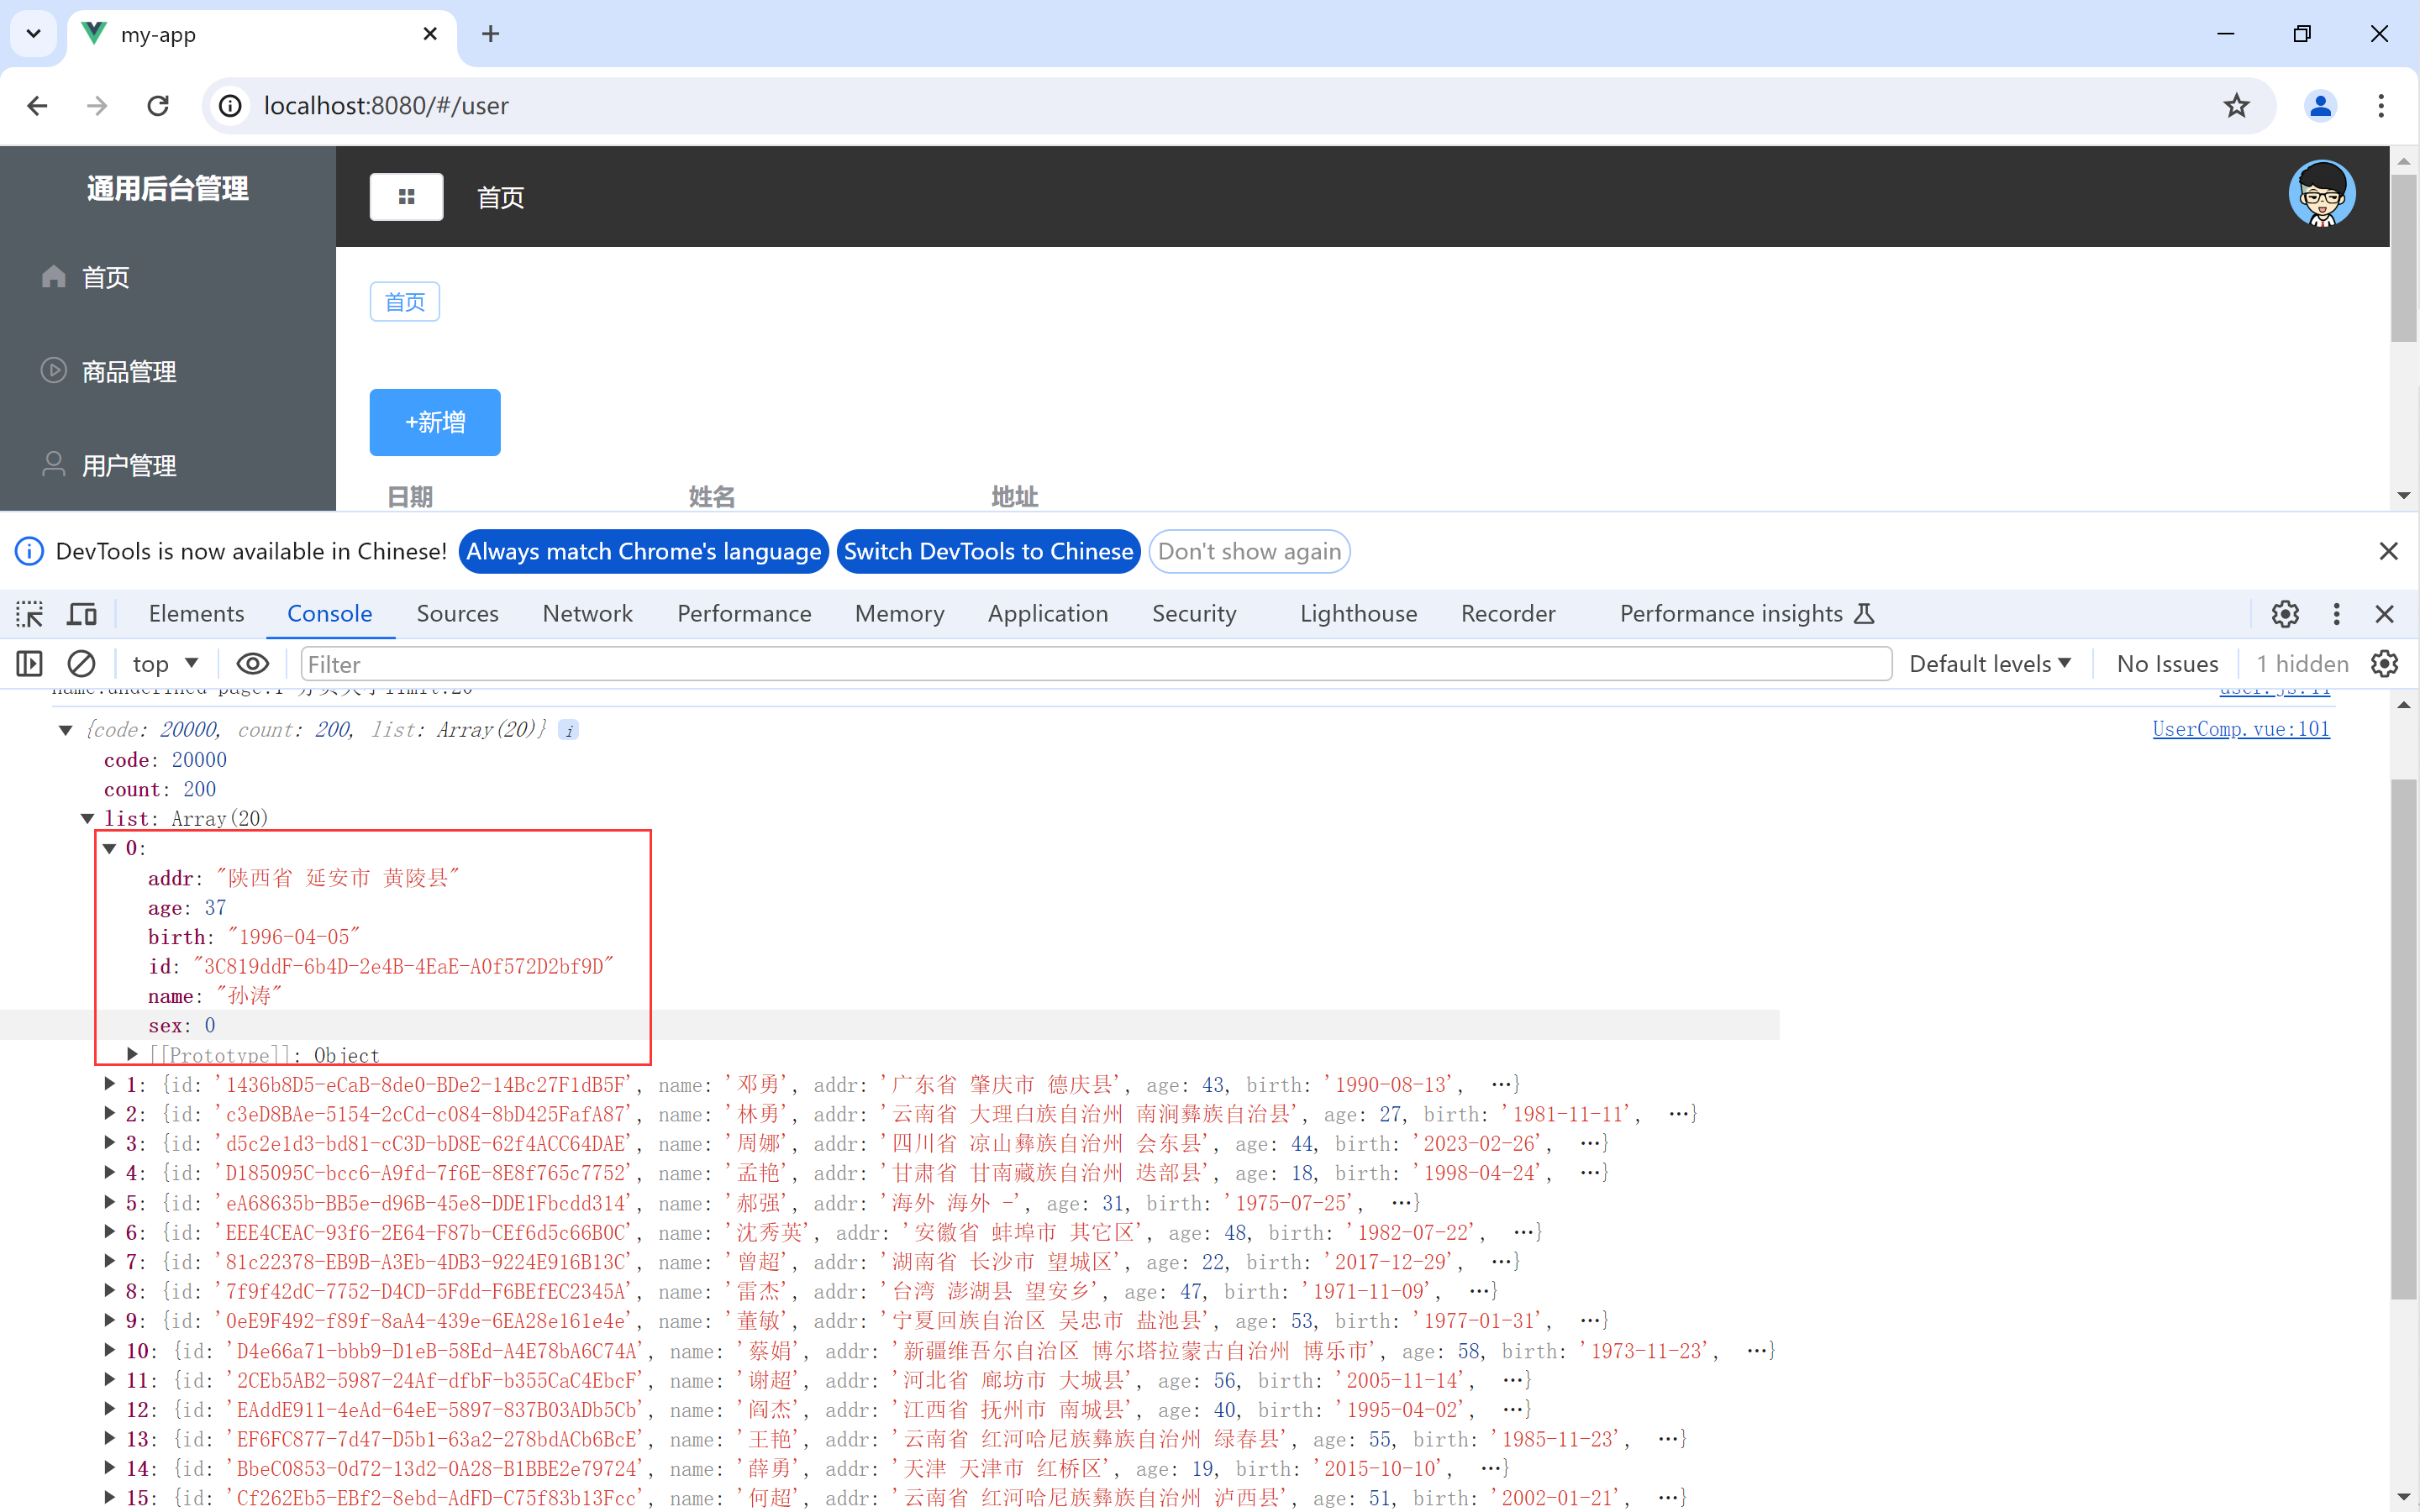 my-app
localhost:8080/#/user
通用后台管理
首页
首页
首页
商品管理
+新增
用户管理
日期 姓名 地址
DevTools is now available in Chinese! Always match Chrome's language Switch DevTools to Chinese Don't show again
Elements Console Sources Network Performance Memory Application Security Lighthouse Recorder Performance insights
top Filter Default levels No Issues 1 hidden
name:undefined page:1 分页大小limit:20 user.js:11
{code: 20000, count: 200, list: Array(20)} i UserComp.vue:101
code: 20000
count: 200
list: Array(20)
0:
addr: "陕西省 延安市 黄陵县"
age: 37
birth: "1996-04-05"
id: "3C819ddF-6b4D-2e4B-4EaE-A0f572D2bf9D"
name: "孙涛"
sex: 0
[[Prototype]]: Object
1: {id: '1436b8D5-eCaB-8de0-BDe2-14Bc27F1dB5F', name: '邓勇', addr: '广东省 肇庆市 德庆县', age: 43, birth: '1990-08-13', …}
2: {id: 'c3eD8BAe-5154-2cCd-c084-8bD425FafA87', name: '林勇', addr: '云南省 大理白族自治州 南涧彝族自治县', age: 27, birth: '1981-11-11', …}
3: {id: 'd5c2e1d3-bd81-cC3D-bD8E-62f4ACC64DAE', name: '周娜', addr: '四川省 凉山彝族自治州 会东县', age: 44, birth: '2023-02-26', …}
4: {id: 'D185095C-bcc6-A9fd-7f6E-8E8f765c7752', name: '孟艳', addr: '甘肃省 甘南藏族自治州 迭部县', age: 18, birth: '1998-04-24', …}
5: {id: 'eA68635b-BB5e-d96B-45e8-DDE1Fbcdd314', name: '郝强', addr: '海外 海外 -', age: 31, birth: '1975-07-25', …}
6: {id: 'EEE4CEAC-93f6-2E64-F87b-CEf6d5c66B0C', name: '沈秀英', addr: '安徽省 蚌埠市 其它区', age: 48, birth: '1982-07-22', …}
7: {id: '81c22378-EB9B-A3Eb-4DB3-9224E916B13C', name: '曾超', addr: '湖南省 长沙市 望城区', age: 22, birth: '2017-12-29', …}
8: {id: '7f9f42dC-7752-D4CD-5Fdd-F6BEfEC2345A', name: '雷杰', addr: '台湾 澎湖县 望安乡', age: 47, birth: '1971-11-09', …}
9: {id: '0eE9F492-f89f-8aA4-439e-6EA28e161e4e', name: '董敏', addr: '宁夏回族自治区 吴忠市 盐池县', age: 53, birth: '1977-01-31', …}
10: {id: 'D4e66a71-bbb9-D1eB-58Ed-A4E78bA6C74A', name: '蔡娟', addr: '新疆维吾尔自治区 博尔塔拉蒙古自治州 博乐市', age: 58, birth: '1973-11-23', …}
11: {id: '2CEb5AB2-5987-24Af-dfbF-b355CaC4EbcF', name: '谢超', addr: '河北省 廊坊市 大城县', age: 56, birth: '2005-11-14', …}
12: {id: 'EAddE911-4eAd-64eE-5897-837B03ADb5Cb', name: '阎杰', addr: '江西省 抚州市 南城县', age: 40, birth: '1995-04-02', …}
13: {id: 'EF6FC877-7d47-D5b1-63a2-278bdACb6BcE', name: '王艳', addr: '云南省 红河哈尼族彝族自治州 绿春县', age: 55, birth: '1985-11-23', …}
14: {id: 'BbeC0853-0d72-13d2-0A28-B1BBE2e79724', name: '薛勇', addr: '天津 天津市 红桥区', age: 19, birth: '2015-10-10', …}
15: {id: 'Cf262Eb5-EBf2-8ebd-AdFD-C75f83b13Fcc', name: '何超', addr: '云南省 红河哈尼族彝族自治州 泸西县', age: 51, birth: '2002-01-21', …}